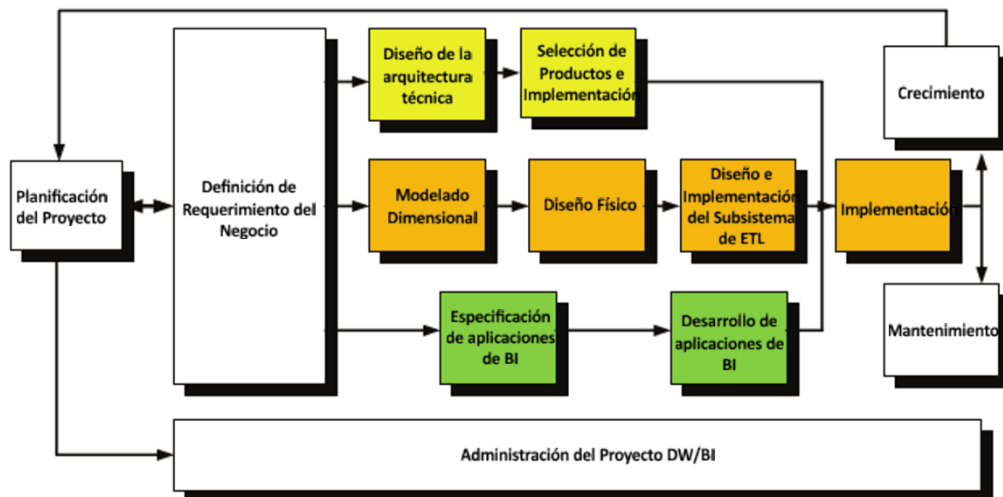 Planificación
del Proyecto
Definición de
Requerimiento del
Negocio
Diseño de la
arquitectura
técnica
Selección de
Productos e
Implementación
Modelado
Dimensional
Diseño Físico
Diseño e
Implementación
del Subsistema
de ETL
Especificación
de aplicaciones
de BI
Desarrollo de
aplicaciones de
BI
Implementación
Crecimiento
Mantenimiento
Administración del Proyecto DW/BI